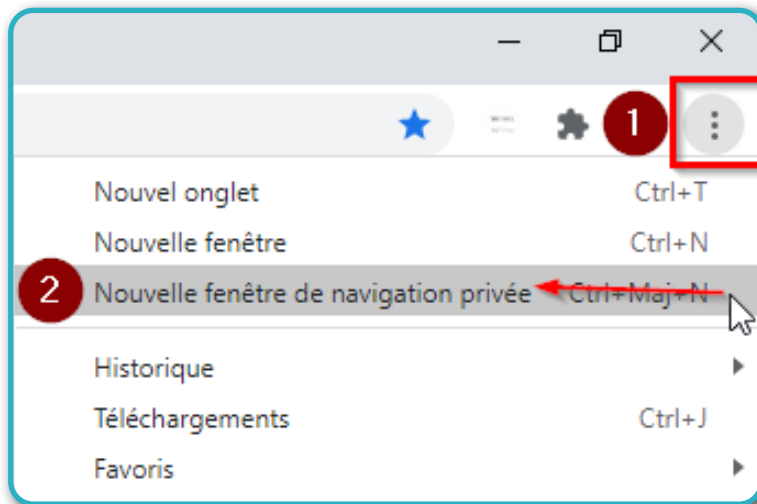 1
Nouvel onglet Ctrl+T
Nouvelle fenêtre Ctrl+N
2 Nouvelle fenêtre de navigation privée Ctrl+Maj+N
Historique
Téléchargements Ctrl+J
Favoris